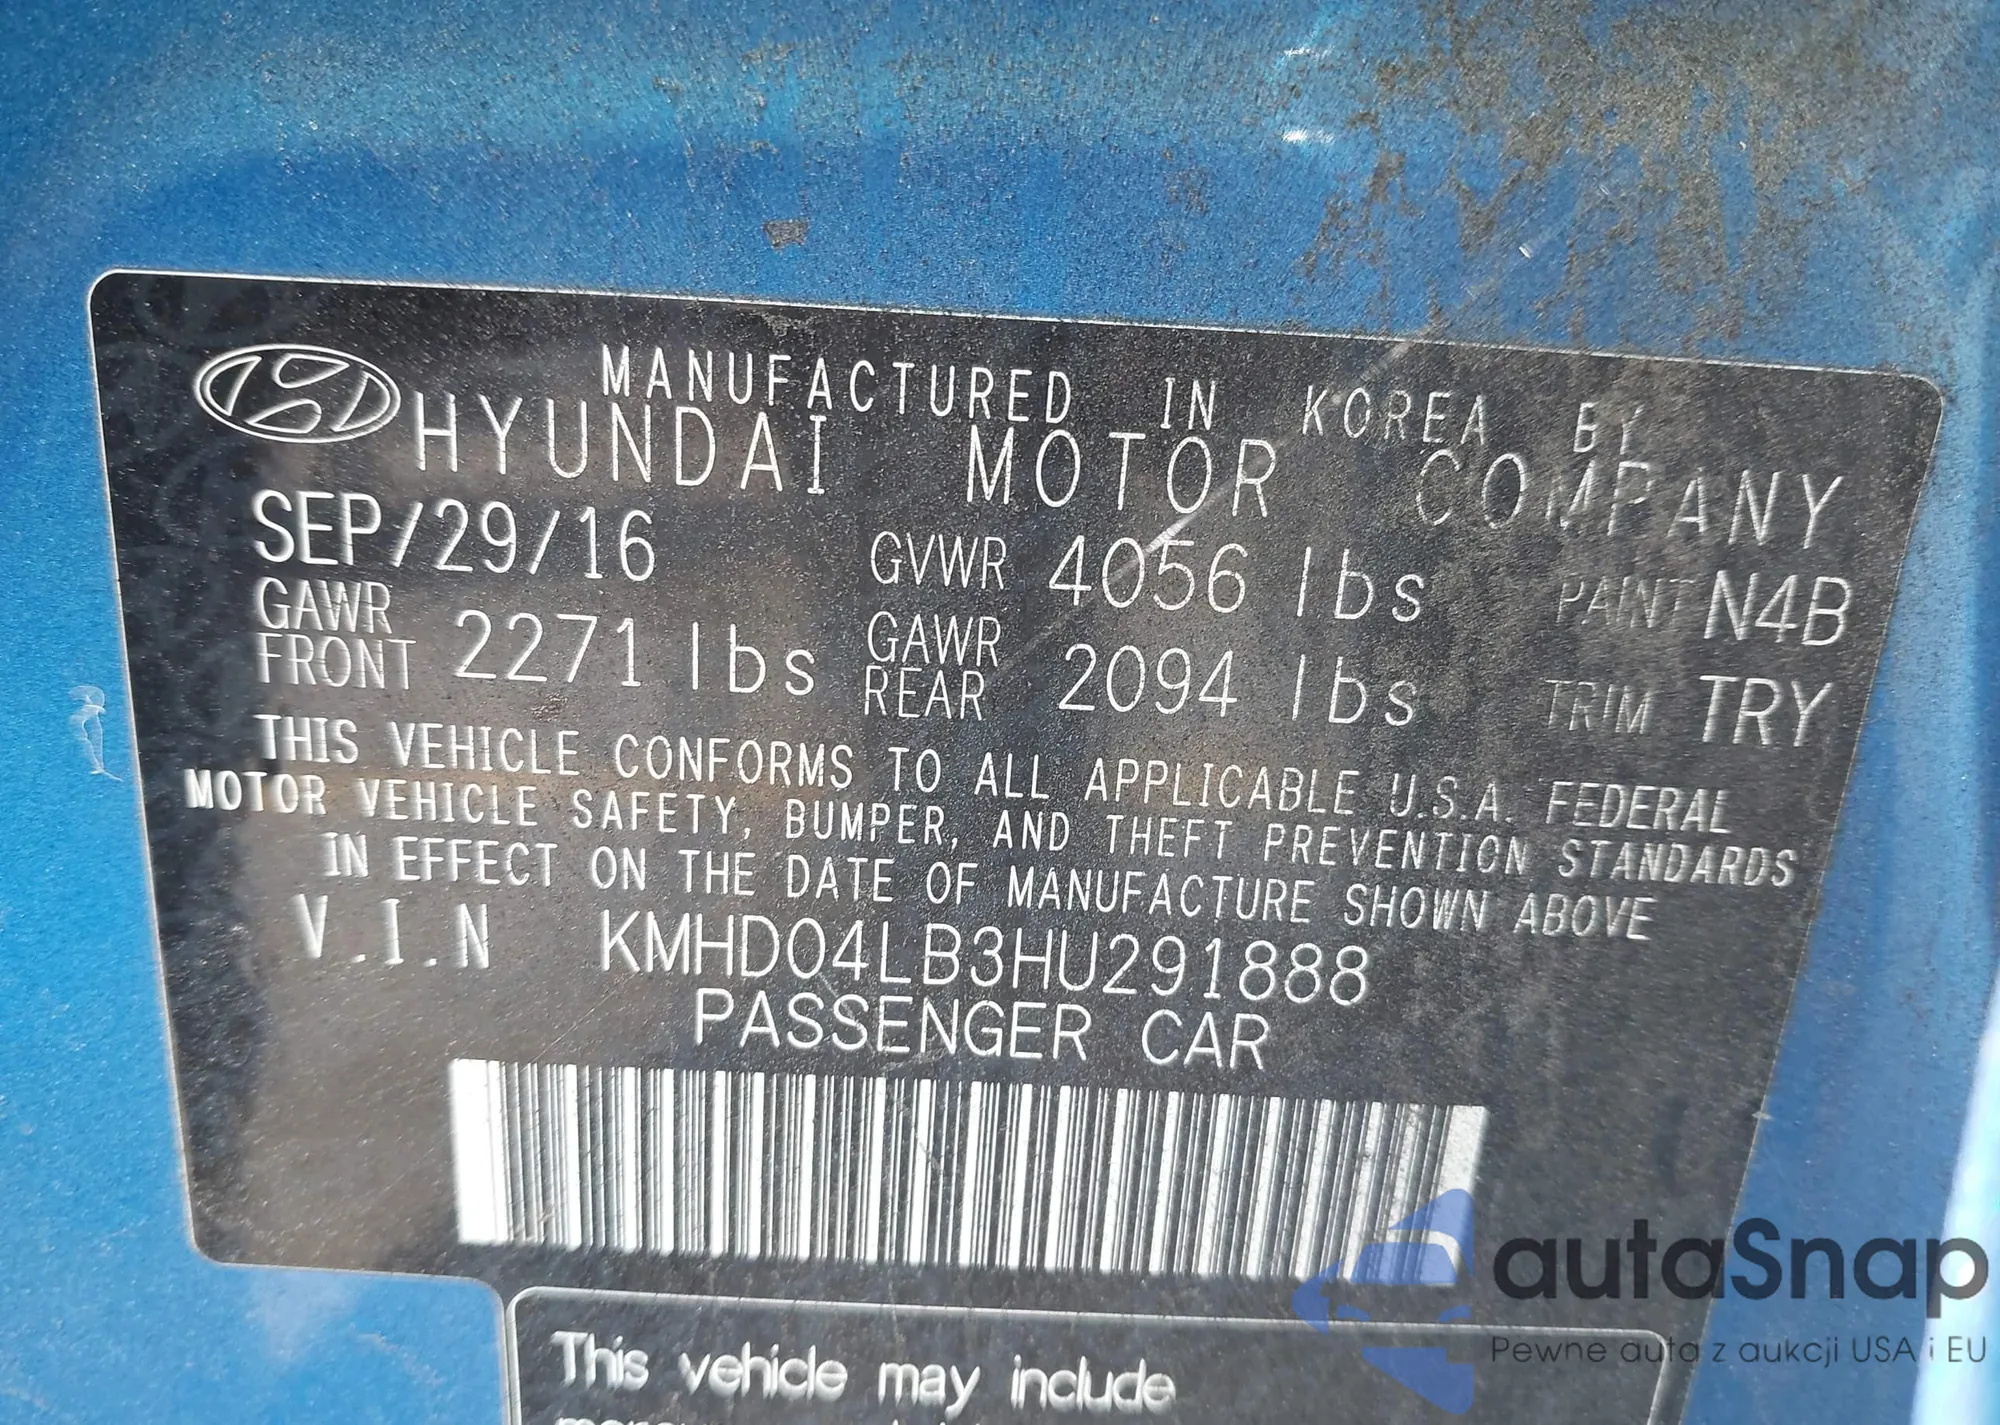 MANUFACTURED IN KOREA BY
HYUNDAI MOTOR COMPANY
SEP/29/16 GVWR 4056 lbs PAINT N4B
GAWR FRONT 2271 lbs GAWR REAR 2094 lbs TRIM TRY
THIS VEHICLE CONFORMS TO ALL APPLICABLE U.S.A. FEDERAL
MOTOR VEHICLE SAFETY, BUMPER, AND THEFT PREVENTION STANDARDS
IN EFFECT ON THE DATE OF MANUFACTURE SHOWN ABOVE
V.I.N KMHD04LB3HU291888
PASSENGER CAR
This vehicle may include
autaSnap
Pewne auta z aukcji USA i EU